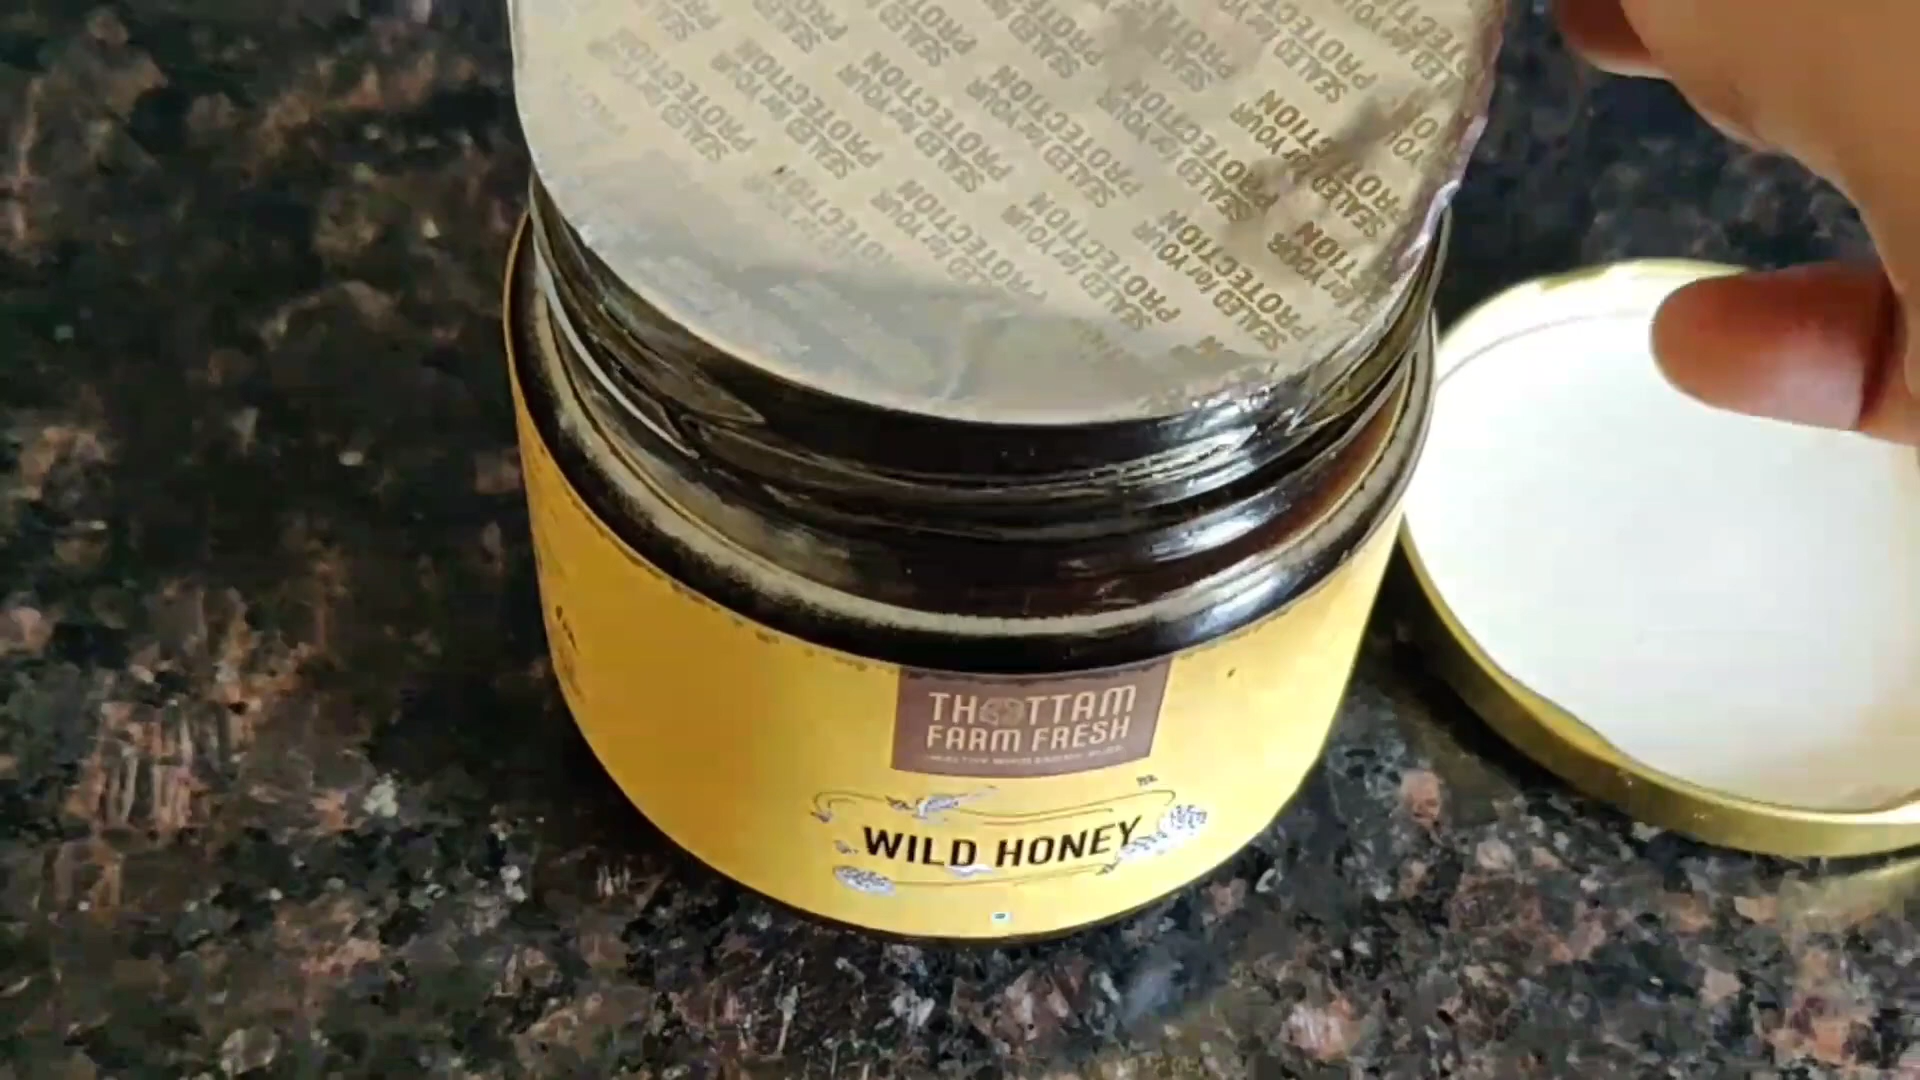 SEALED for YOUR
PROTECTION
THOTTAM
FARM FRESH
WILD HONEY